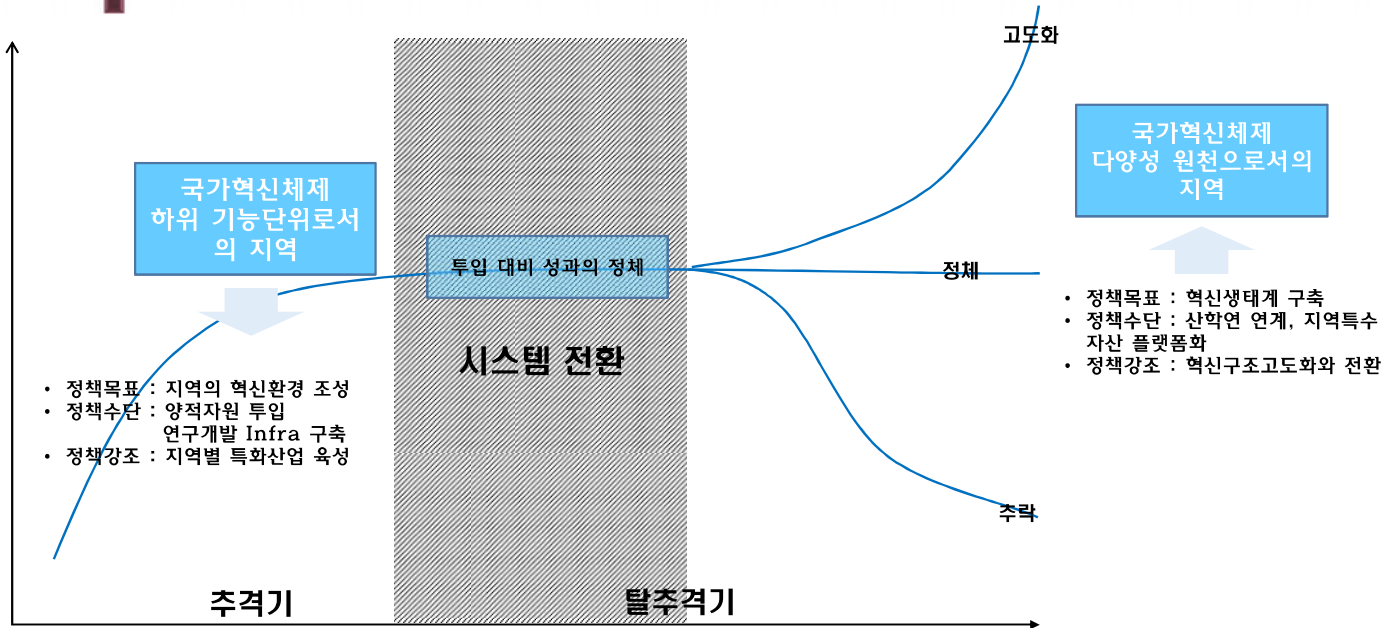 고도화
국가혁신체제
다양성 원천으로서의
지역
국가혁신체제
하위 기능단위로서
의 지역
투입 대비 성과의 정체
정체
• 정책목표 : 혁신생태계 구축
• 정책수단 : 산학연 연계, 지역특수
자산 플랫폼화
• 정책강조 : 혁신구조고도화와 전환
시스템 전환
• 정책목표 : 지역의 혁신환경 조성
• 정책수단 : 양적자원 투입
연구개발 Infra 구축
• 정책강조 : 지역별 특화산업 육성
추락
추격기
탈추격기